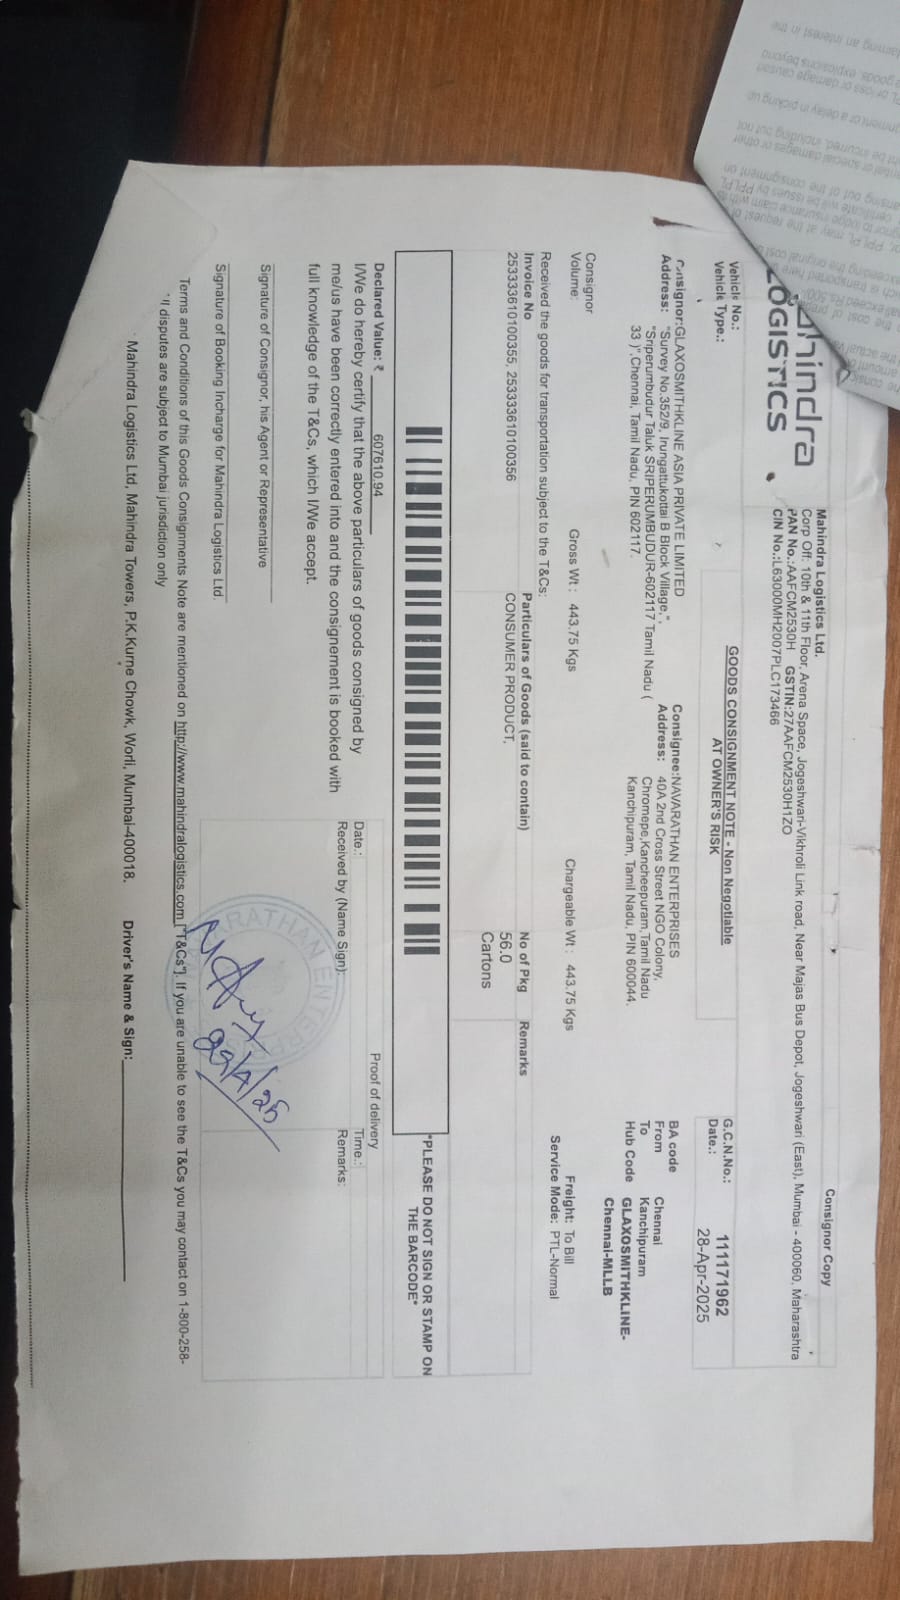 Consignor Copy
mahindra
LOGISTICS
Mahindra Logistics Ltd.
Corp Off: 10th & 11th Floor, Arena Space, Jogeshwari-Vikhroli Link road, Near Majas Bus Depot, Jogeshwari (East), Mumbai - 400060, Maharashtra
PAN No.:AAFCM2530H GSTIN:27AAFCM2530H1ZO
CIN No.:L63000MH2007PLC173466
Vehicle No.:
Vehicle Type.:
GOODS CONSIGNMENT NOTE - Non Negotiable
AT OWNER'S RISK
G.C.N.No.: 111171962
Date.: 28-Apr-2025
Consignor:GLAXOSMITHKLINE ASIA PRIVATE LIMITED
Address: "Survey No.352/9, Irungattukottai B Block Village, ,"
"Sriperumbudur Taluk SRIPERUMBUDUR-602117 Tamil Nadu (
33 )",Chennai, Tamil Nadu, PIN 602117.
Consignee:NAVARATHAN ENTERPRISES
Address: 40A 2nd Cross Street NGO Colony,
Chromepe,Kancheepuram,Tamil Nadu
Kanchipuram, Tamil Nadu, PIN 600044.
BA code
From Chennai
To Kanchipuram
Hub Code GLAXOSMITHKLINE-
Chennai-MLLB
Consignor
Volume:
Gross Wt : 443.75 Kgs
Chargeable Wt : 443.75 Kgs
Freight: To Bill
Service Mode: PTL-Normal
Received the goods for transportation subject to the T&Cs:
Invoice No
Particulars of Goods (said to contain)
No of Pkg
Remarks
253333610100355, 253333610100356
CONSUMER PRODUCT,
56.0
Cartons
*PLEASE DO NOT SIGN OR STAMP ON
THE BARCODE*
Declared Value: ₹ 607610.94
I/We do hereby certify that the above particulars of goods consigned by
me/us have been correctly entered into and the consignement is booked with
full knowledge of the T&Cs, which I/We accept.
Proof of delivery
Date.:
Time.:
Received by (Name Sign):
Remarks:
29/4/25
Signature of Consignor, his Agent or Representative
Signature of Booking Incharge for Mahindra Logistics Ltd.
Terms and Conditions of this Goods Consignments Note are mentioned on http://www.mahindralogistics.com ["T&Cs"]. If you are unable to see the T&Cs you may contact on 1-800-258-
All disputes are subject to Mumbai jurisdiction only
Mahindra Logistics Ltd, Mahindra Towers, P.K.Kurne Chowk, Worli, Mumbai-400018.
Driver's Name & Sign: